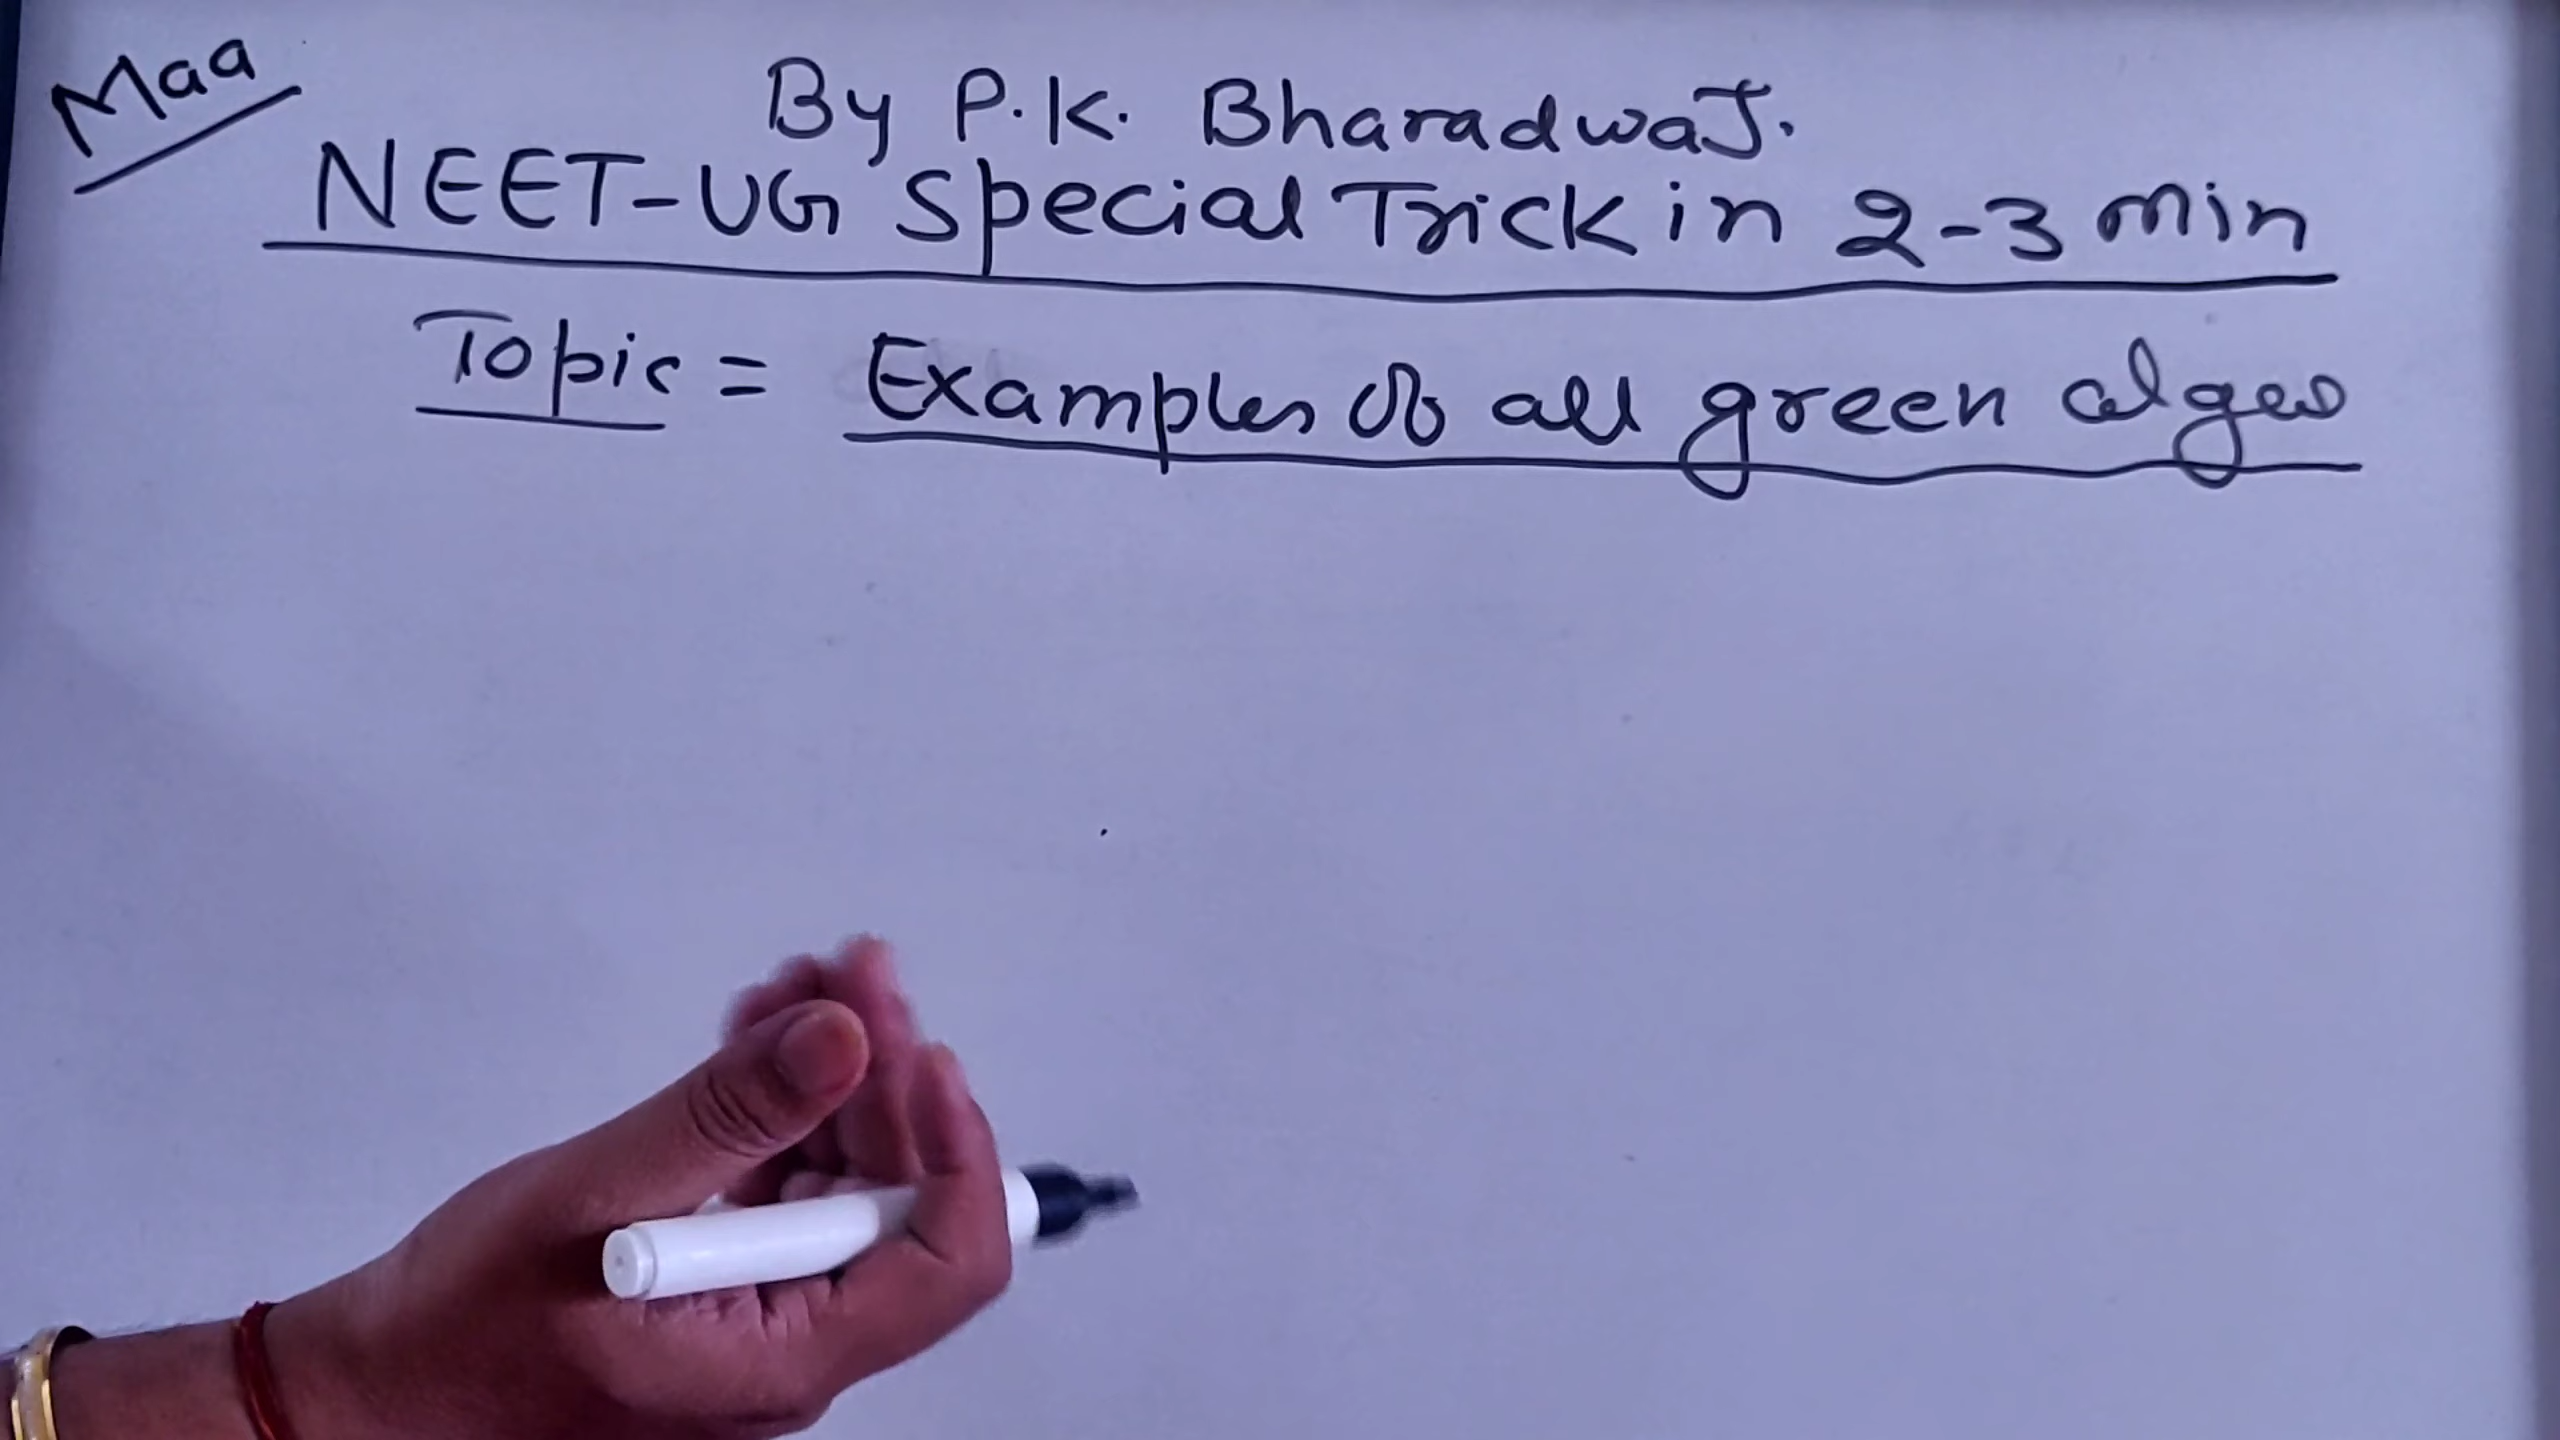 Maa
By P.K. BharadwaJ.
NEET-UG Special Trick in 2-3 min
Topic = Examples of all green algae